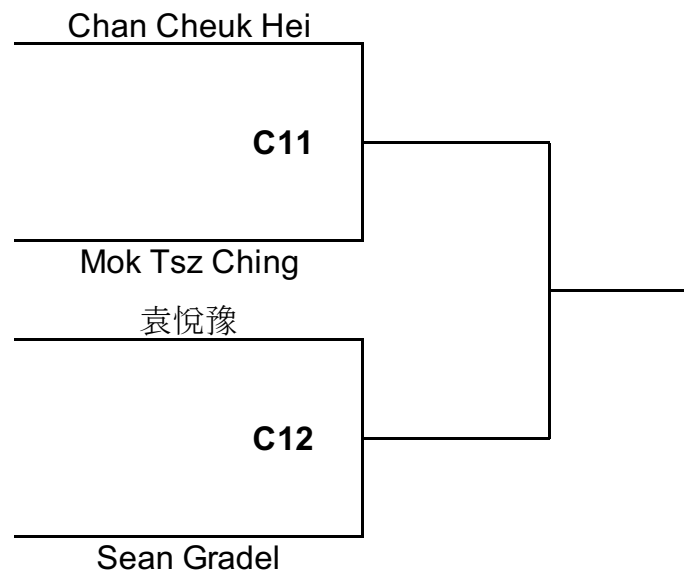 Chan Cheuk Hei
C11
Mok Tsz Ching
袁悅豫
C12
Sean Gradel